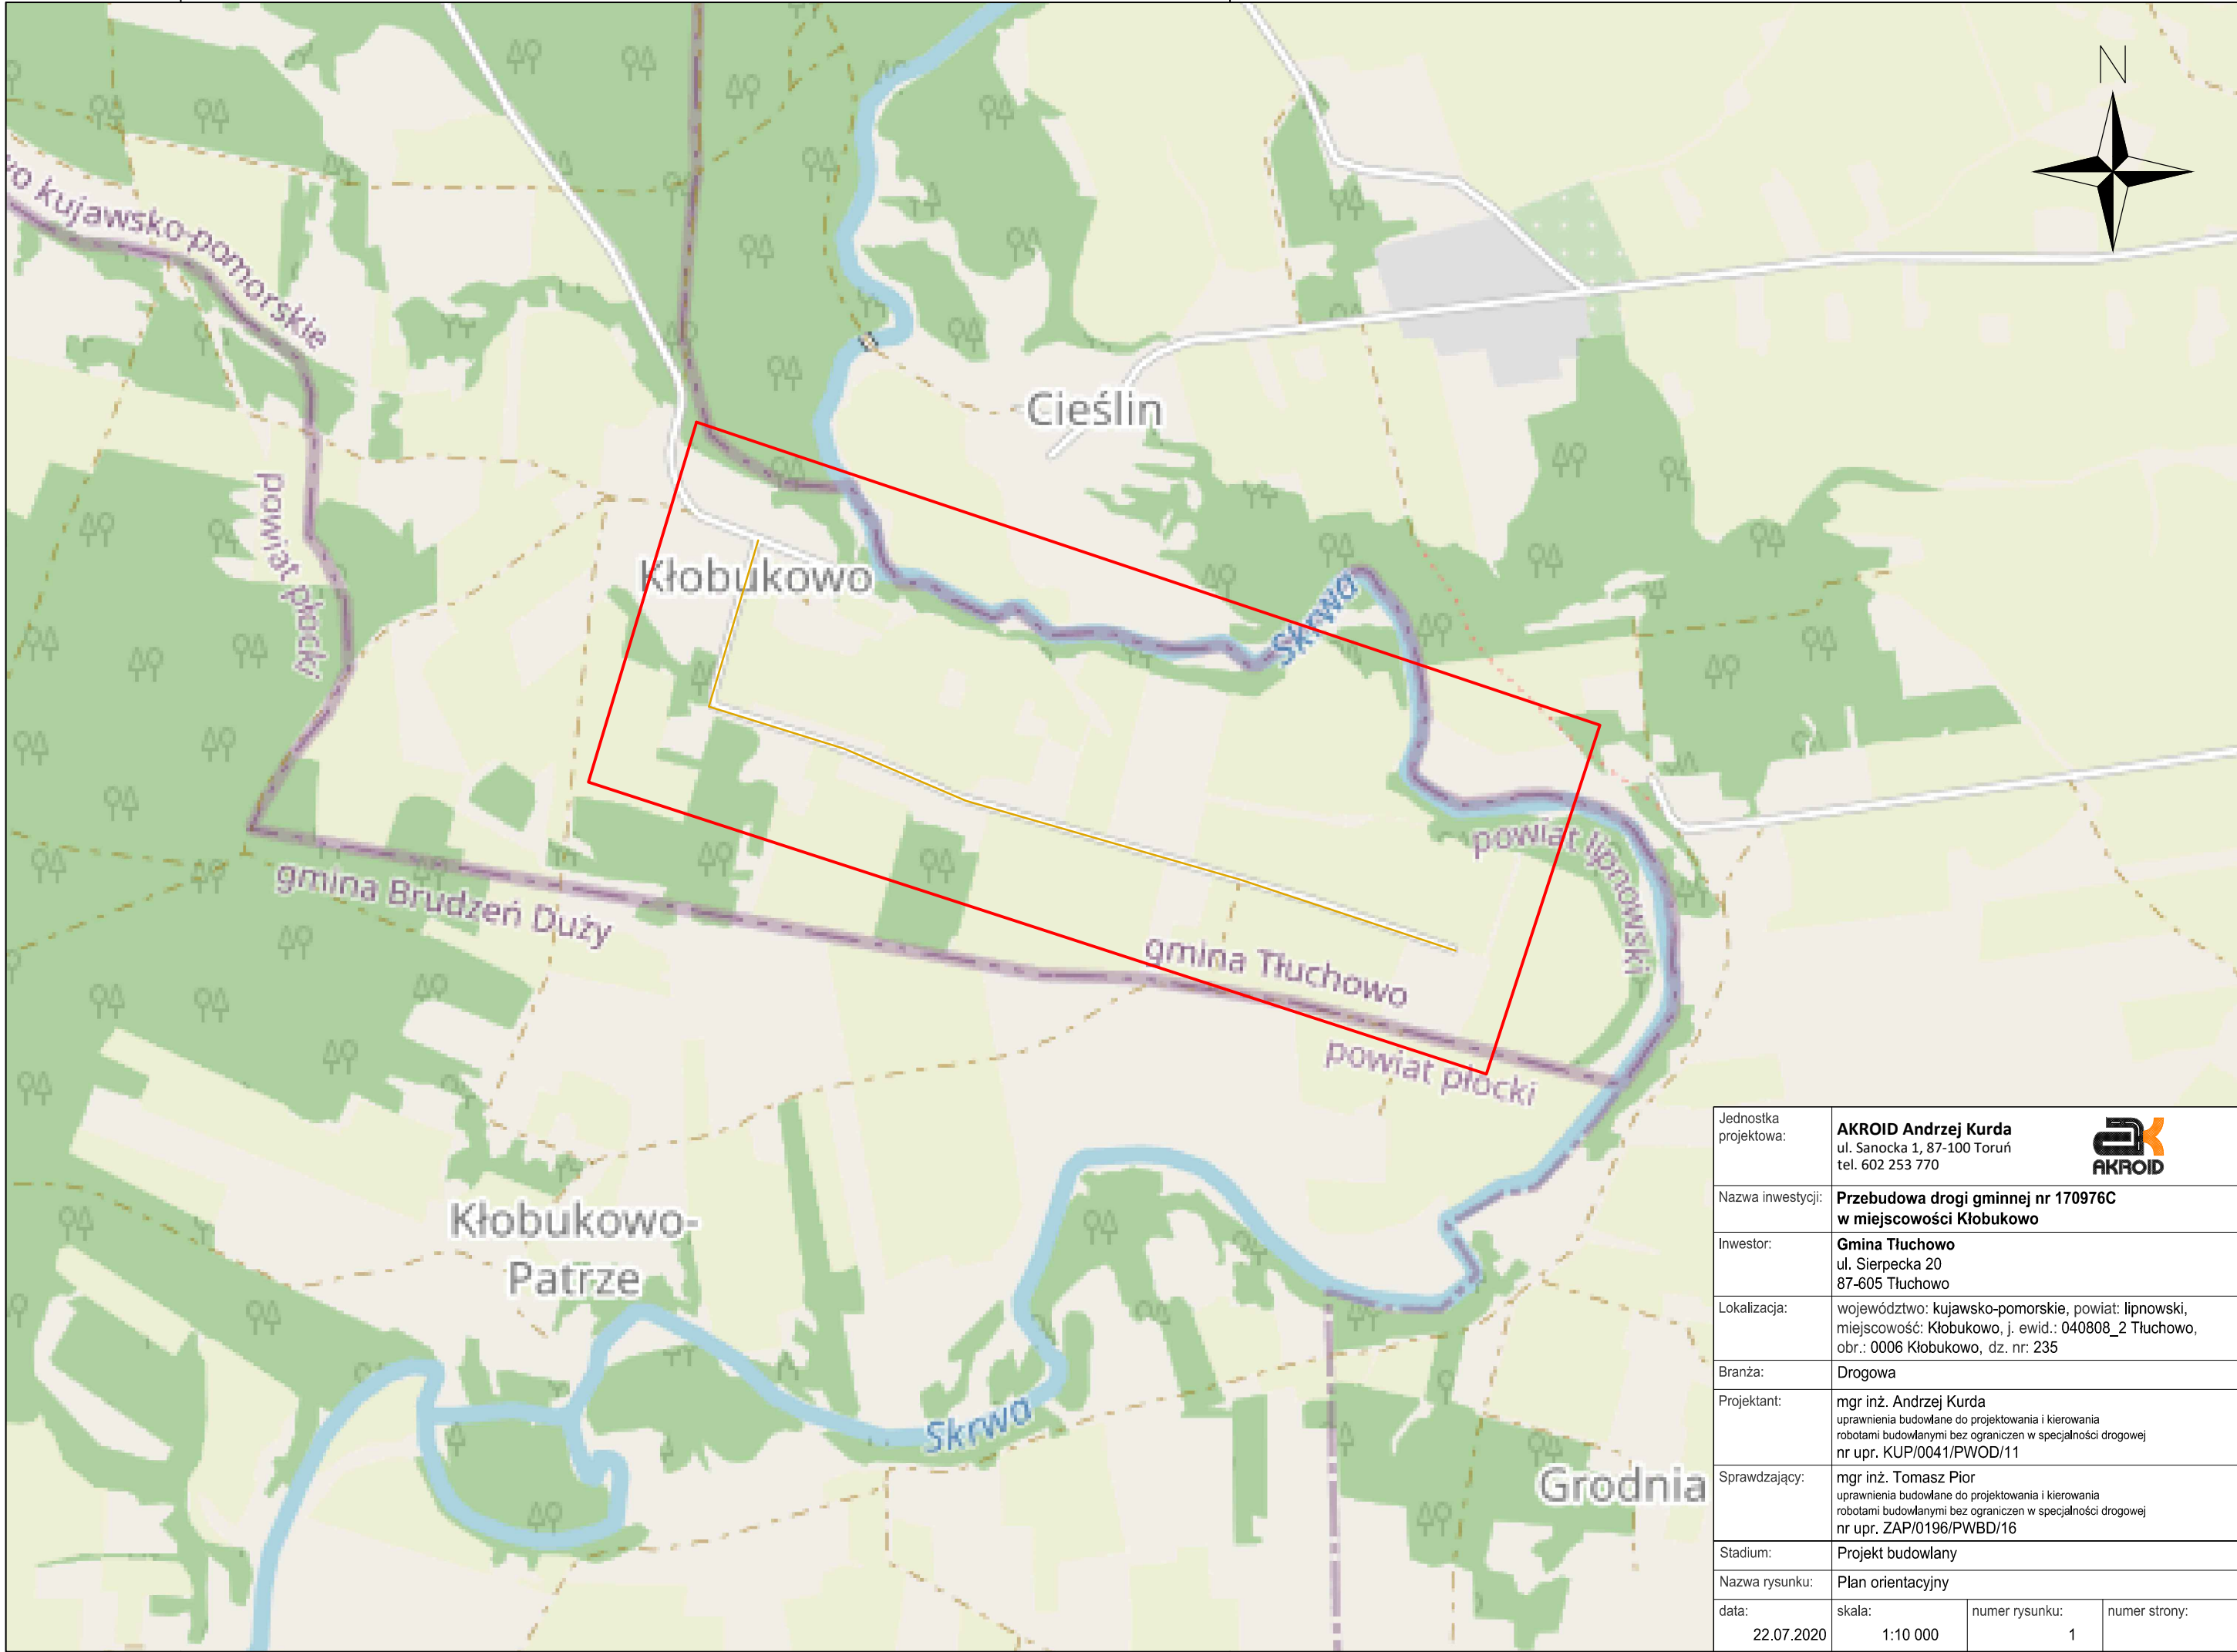 N
ko kujawsko-pomorskie
Cieślin
powiat płocki
Kłobukowo
Skrwa
powiat lipnowski
gmina Brudzeń Duży
gmina Tłuchowo
powiat płocki
Kłobukowo-
Patrze
Skrwa
Grodnia
Jednostka
projektowa:
AKROID Andrzej Kurda
ul. Sanocka 1, 87-100 Toruń
tel. 602 253 770
AKROID
Nazwa inwestycji:
Przebudowa drogi gminnej nr 170976C
w miejscowości Kłobukowo
Inwestor:
Gmina Tłuchowo
ul. Sierpecka 20
87-605 Tłuchowo
Lokalizacja:
województwo: kujawsko-pomorskie, powiat: lipnowski,
miejscowość: Kłobukowo, j. ewid.: 040808_2 Tłuchowo,
obr.: 0006 Kłobukowo, dz. nr: 235
Branża:
Drogowa
Projektant:
mgr inż. Andrzej Kurda
uprawnienia budowlane do projektowania i kierowania
robotami budowlanymi bez ograniczen w specjalności drogowej
nr upr. KUP/0041/PWOD/11
Sprawdzający:
mgr inż. Tomasz Pior
uprawnienia budowlane do projektowania i kierowania
robotami budowlanymi bez ograniczen w specjalności drogowej
nr upr. ZAP/0196/PWBD/16
Stadium:
Projekt budowlany
Nazwa rysunku:
Plan orientacyjny
data:
22.07.2020
skala:
1:10 000
numer rysunku:
1
numer strony: